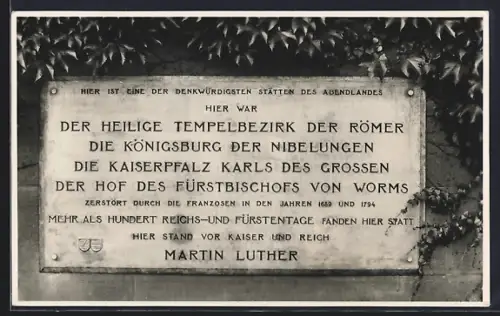 HIER IST EINE DER DENKWÜRDIGSTEN STÄTTEN DES ABENDLANDES
HIER WAR
DER HEILIGE TEMPELBEZIRK DER RÖMER
DIE KÖNIGSBURG DER NIBELUNGEN
DIE KAISERPFALZ KARLS DES GROSSEN
DER HOF DES FÜRSTBISCHOFS VON WORMS
ZERSTÖRT DURCH DIE FRANZOSEN IN DEN JAHREN 1689 UND 1794
MEHR ALS HUNDERT REICHS-UND FÜRSTENTAGE FANDEN HIER STATT
HIER STAND VOR KAISER UND REICH
MARTIN LUTHER